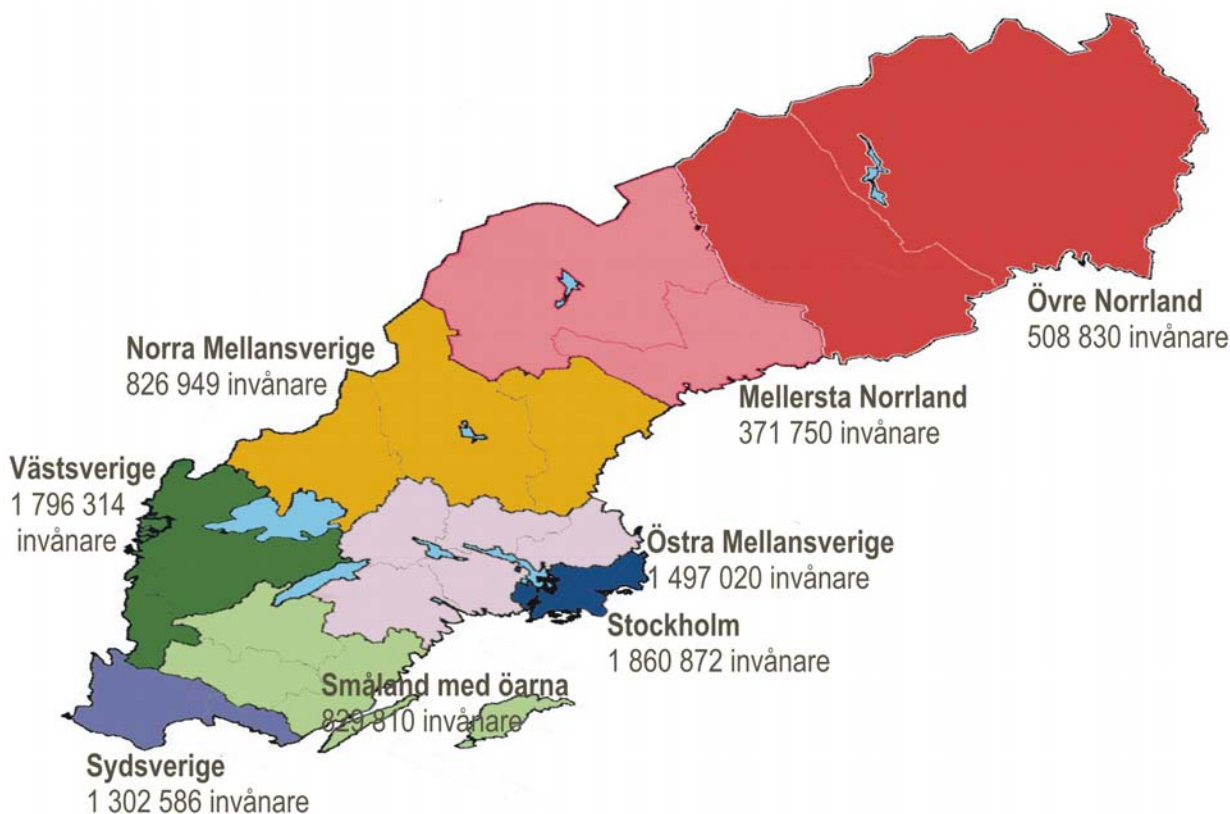 Övre Norrland
508 830 invånare
Norra Mellansverige
826 949 invånare
Mellersta Norrland
371 750 invånare
Västsverige
1 796 314
invånare
Östra Mellansverige
1 497 020 invånare
Stockholm
1 860 872 invånare
Småland med öarna
829 810 invånare
Sydsverige
1 302 586 invånare